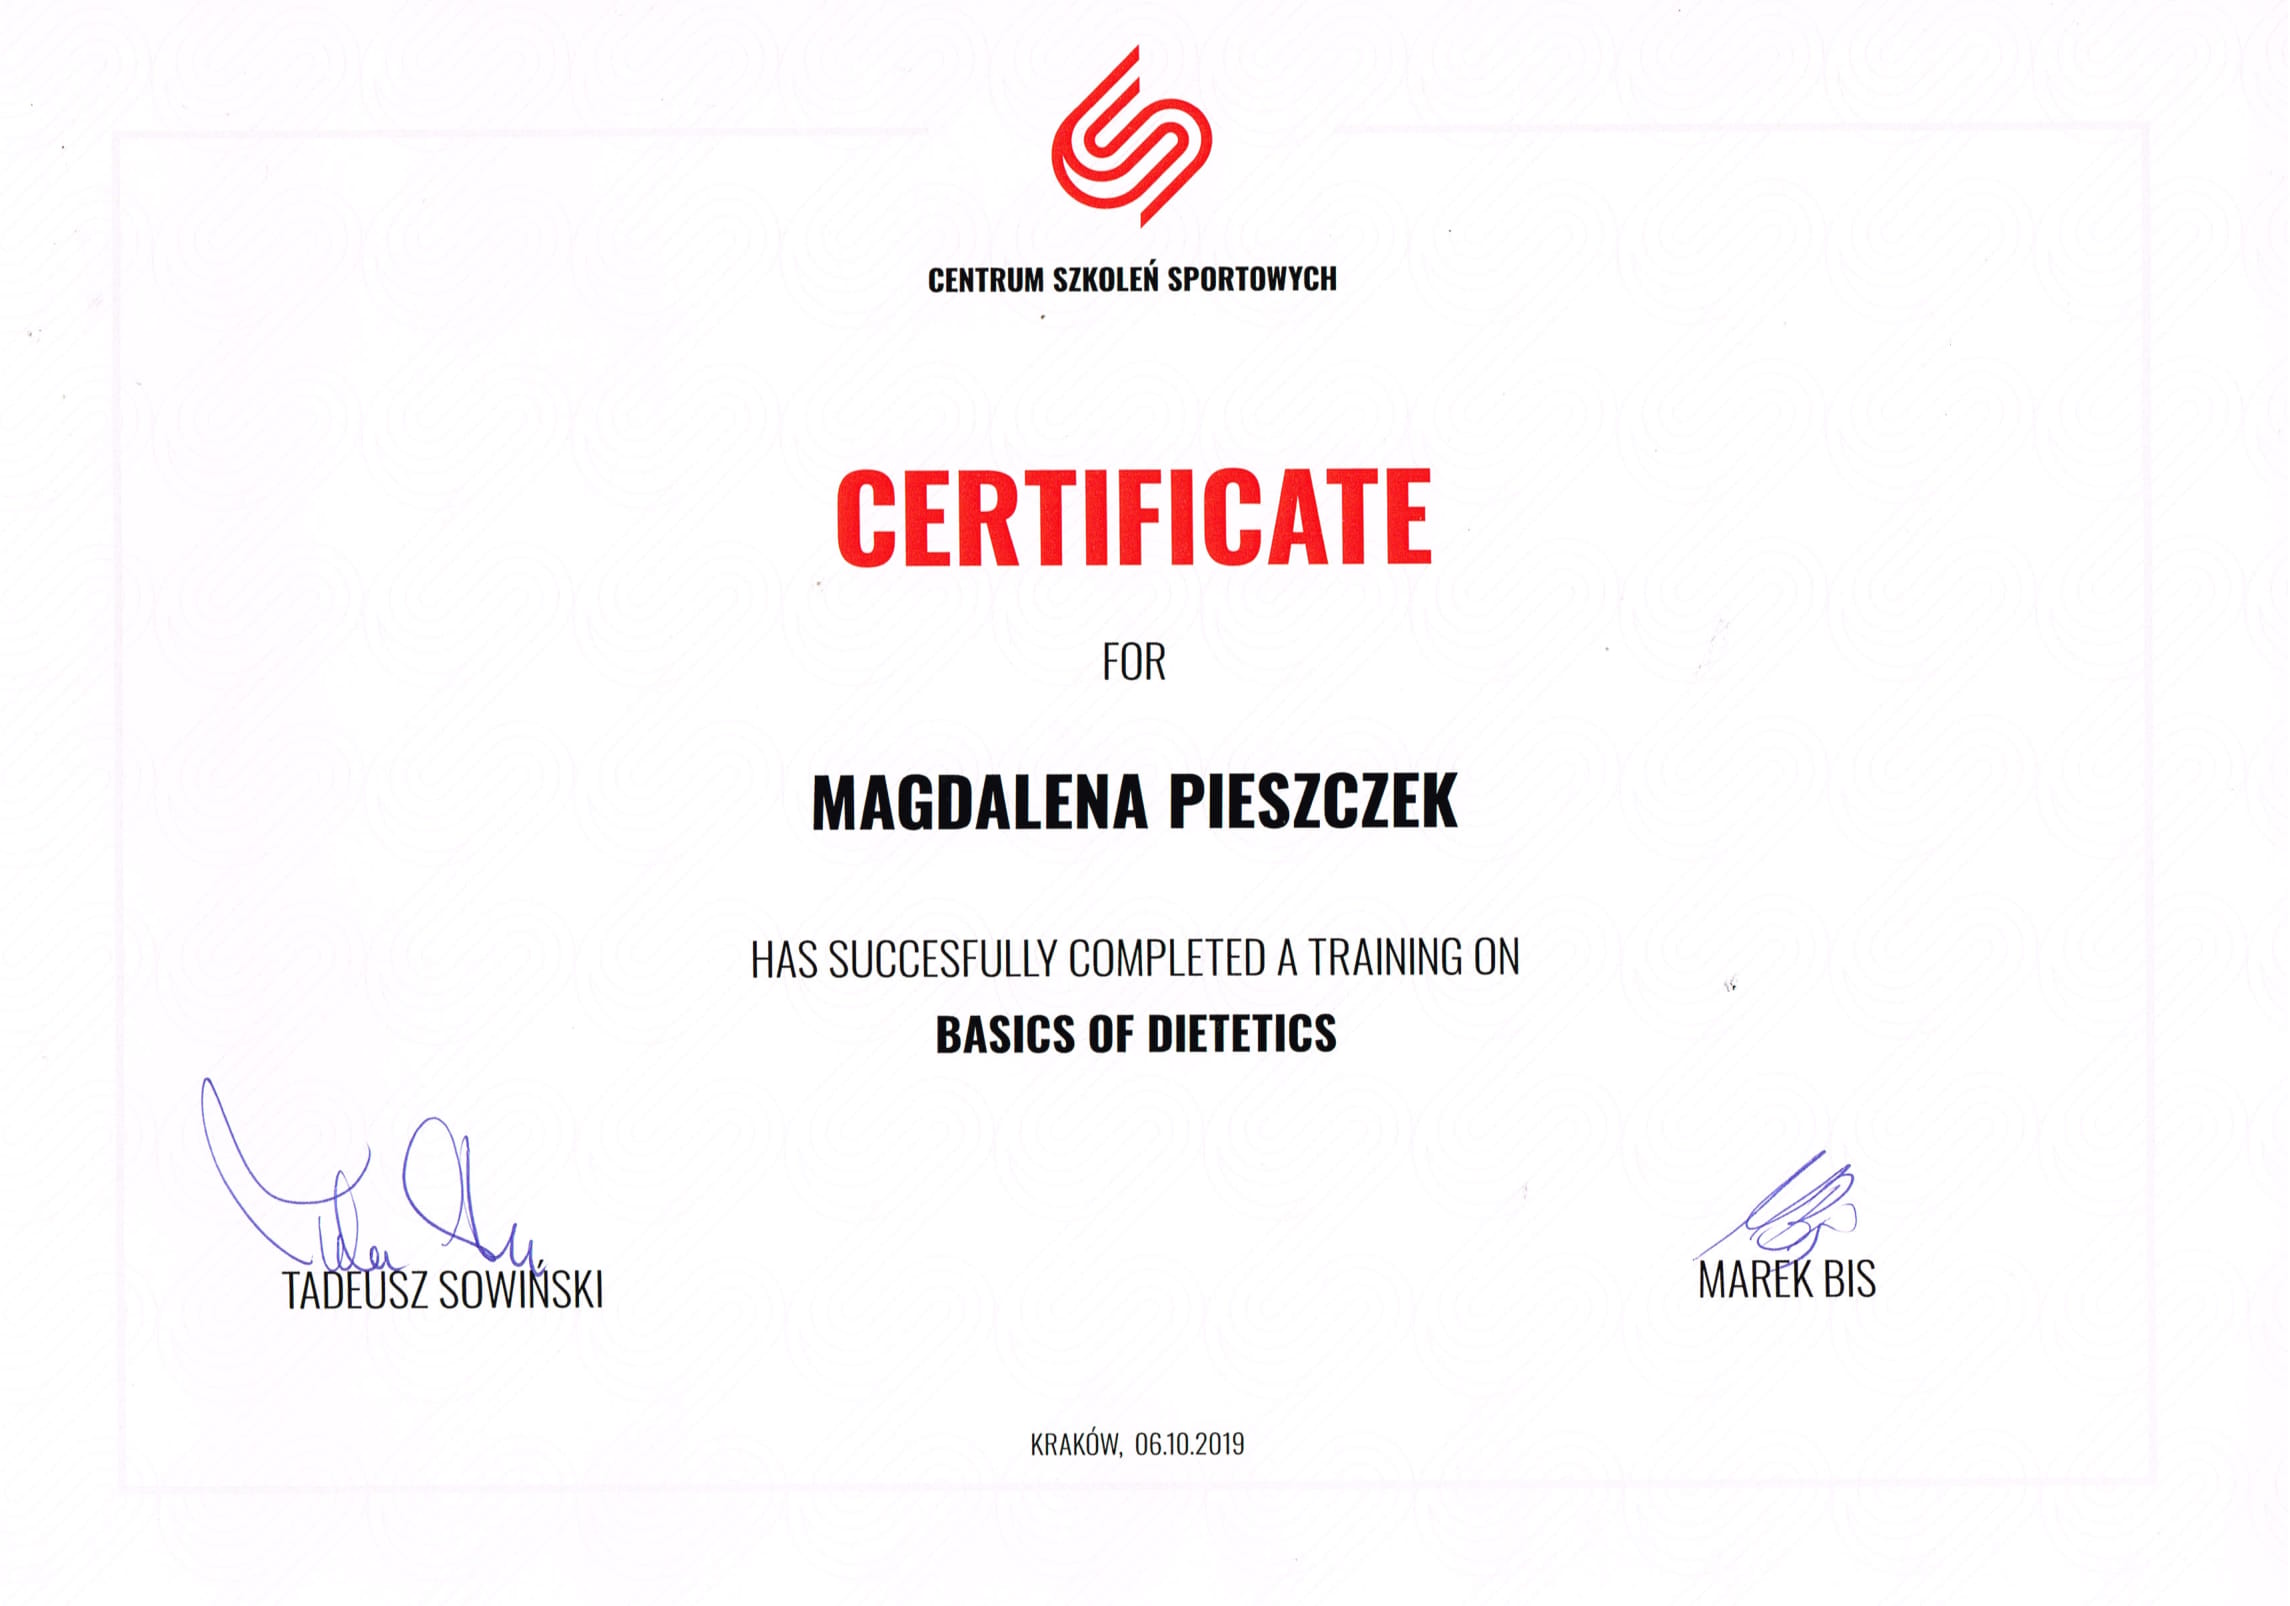 CENTRUM SZKOLEŃ SPORTOWYCH
CERTIFICATE
FOR
MAGDALENA PIESZCZEK
HAS SUCCESFULLY COMPLETED A TRAINING ON
BASICS OF DIETETICS
TADEUSZ SOWIŃSKI
MAREK BIS
KRAKÓW, 06.10.2019